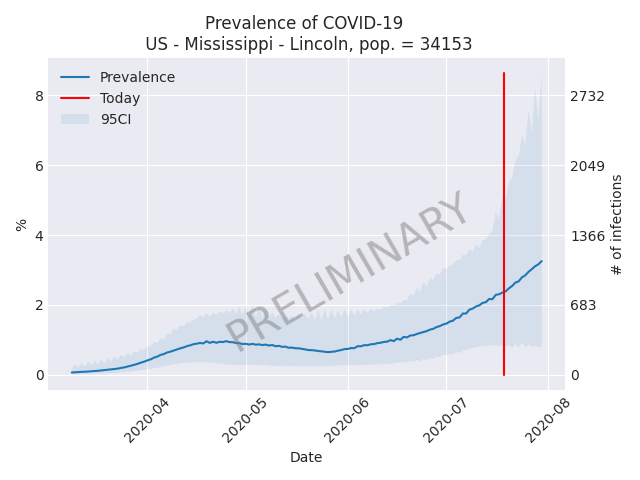 Prevalence of COVID-19
US - Mississippi - Lincoln, pop. = 34153
Prevalence
Today
95CI
PRELIMINARY
%
8
6
4
2
0
2732
2049
1366
683
0
# of infections
2020-04
2020-05
2020-06
2020-07
2020-08
Date